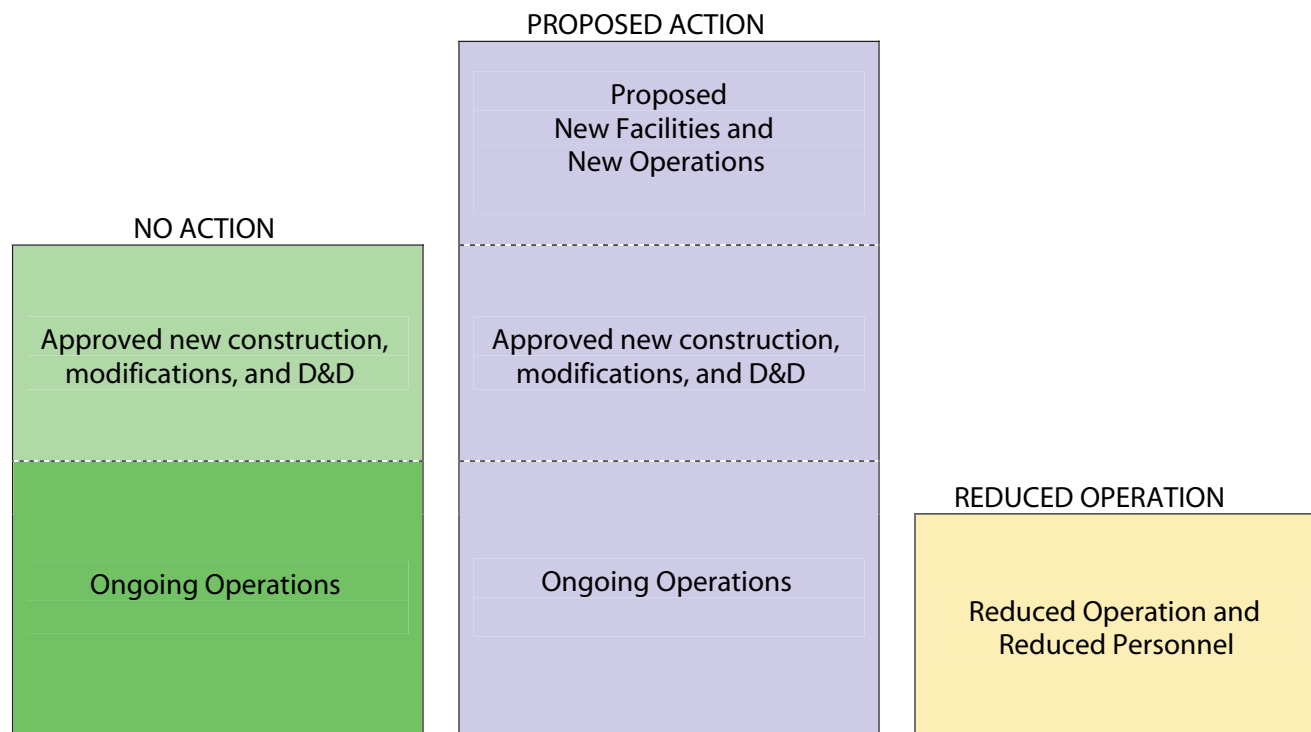 PROPOSED ACTION
Proposed
New Facilities and
New Operations
NO ACTION
Approved new construction,
modifications, and D&D
Approved new construction,
modifications, and D&D
REDUCED OPERATION
Ongoing Operations
Ongoing Operations
Reduced Operation and
Reduced Personnel